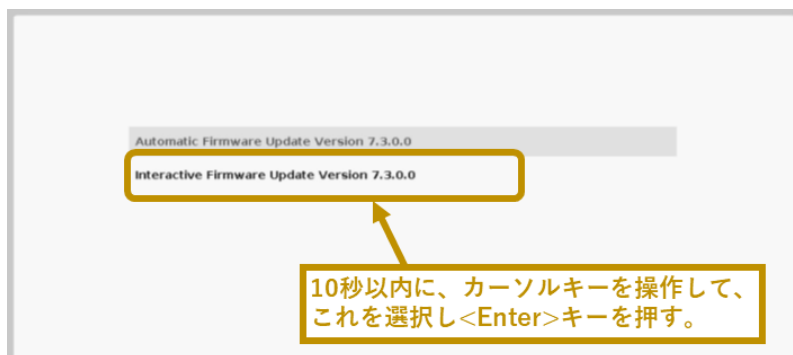 Automatic Firmware Update Version 7.3.0.0
Interactive Firmware Update Version 7.3.0.0
10秒以内に、カーソルキーを操作して、
これを選択し<Enter>キーを押す。